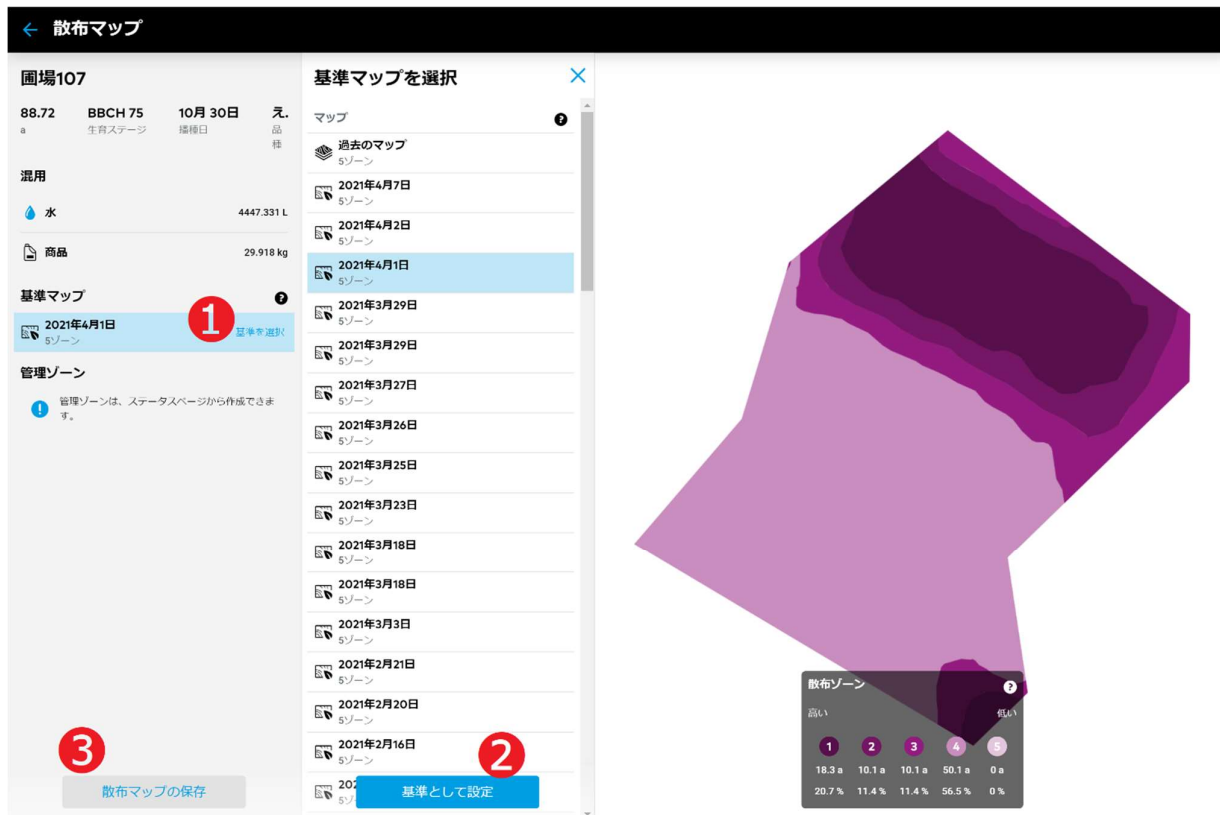 散布マップ
圃場107
88.72
a
BBCH 75
生育ステージ
10月 30日
播種日
え.
品
種
混用
水
4447.331 L
商品
29.918 kg
基準マップ
1
2021年4月1日
5ゾーン
基準を選択
管理ゾーン
管理ゾーンは、ステータスページから作成できま
す。
3
散布マップの保存
基準マップを選択
マップ
過去のマップ
5ゾーン
2021年4月7日
5ゾーン
2021年4月2日
5ゾーン
2021年4月1日
5ゾーン
2021年3月29日
5ゾーン
2021年3月29日
5ゾーン
2021年3月27日
5ゾーン
2021年3月26日
5ゾーン
2021年3月25日
5ゾーン
2021年3月23日
5ゾーン
2021年3月18日
5ゾーン
2021年3月18日
5ゾーン
2021年3月3日
5ゾーン
2021年2月21日
5ゾーン
2021年2月20日
5ゾーン
2021年2月16日
5ゾーン
2
基準として設定
散布ゾーン
高い 低い
1 2 3 4 5
18.3 a 10.1 a 10.1 a 50.1 a 0 a
20.7 % 11.4 % 11.4 % 56.5 % 0 %